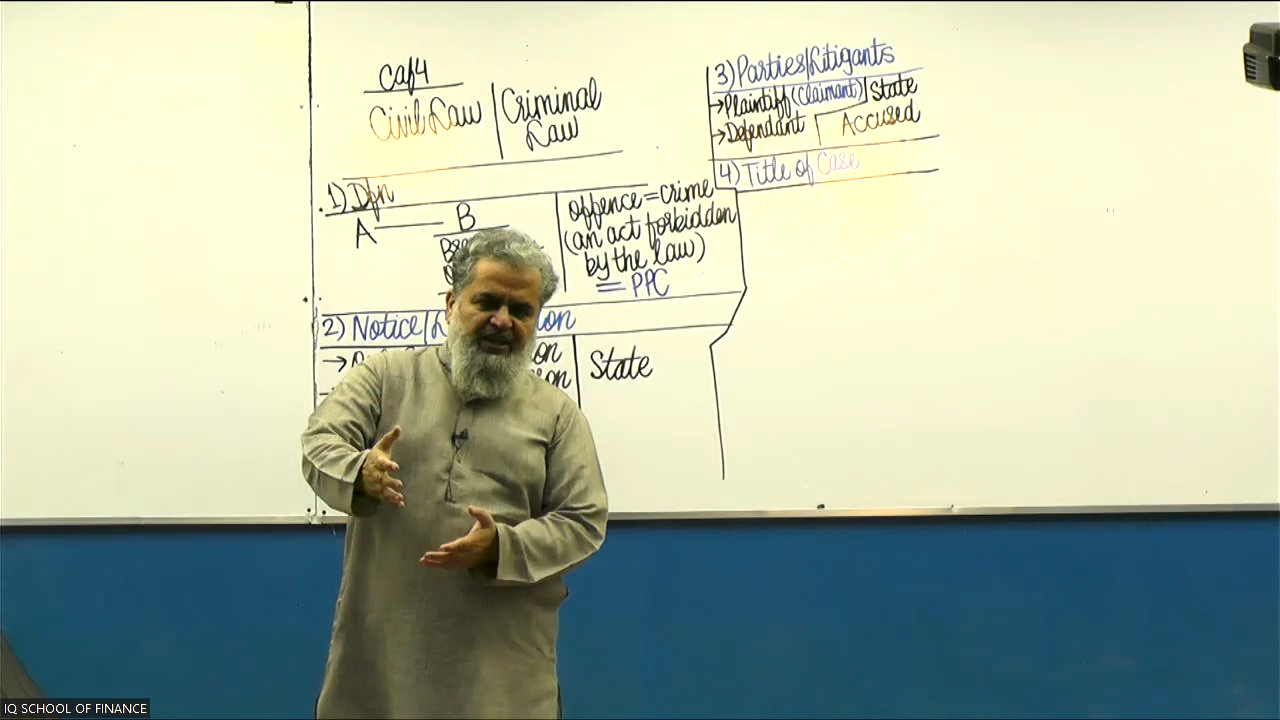 caf4
Civil Law | Criminal
Law
1) Dfn
A — B
offence = crime
(an act forbidden
by the law)
= PPC
2) Notice/
State
3) Parties/Litigants
→ Plaintiff (Claimant) / State
→ Defendant Accused
4) Title of Case
IQ SCHOOL OF FINANCE